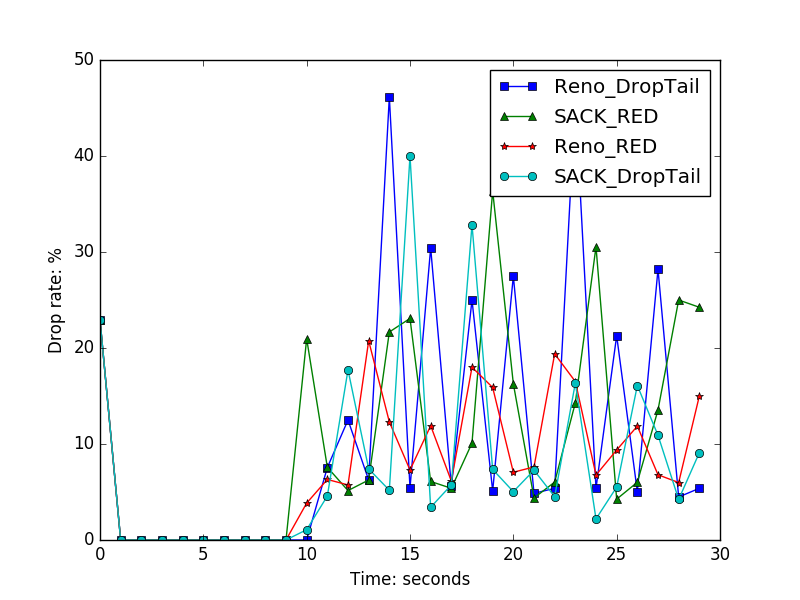 50
40
30
20
10
0
Drop rate: %
Reno_DropTail
SACK_RED
Reno_RED
SACK_DropTail
0 5 10 15 20 25 30
Time: seconds